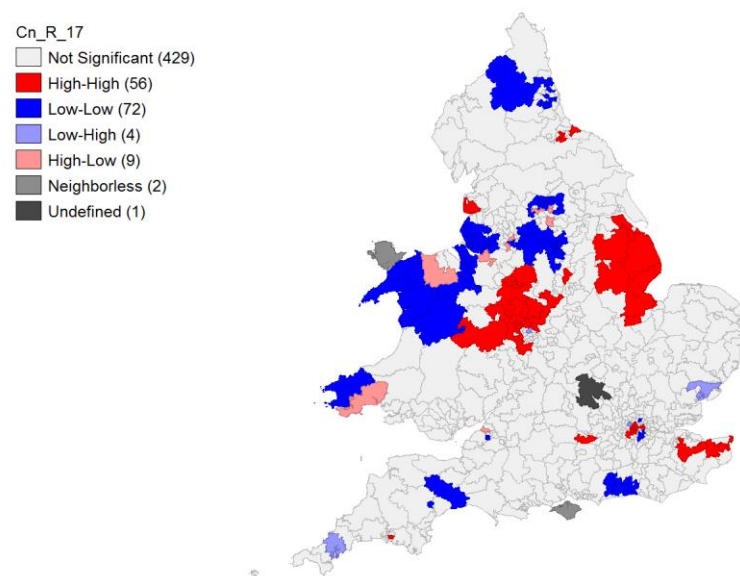 Cn_R_17
Not Significant (429)
High-High (56)
Low-Low (72)
Low-High (4)
High-Low (9)
Neighborless (2)
Undefined (1)